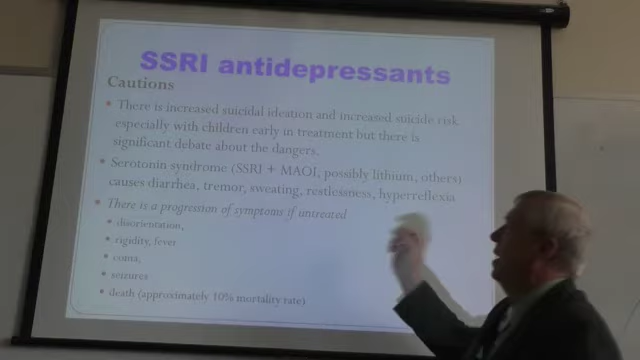 SSRI antidepressants
Cautions
There is increased suicidal ideation and increased suicide risk
especially with children early in treatment but there is
significant debate about the dangers.
Serotonin syndrome (SSRI + MAOI, possibly lithium, others)
causes diarrhea, tremor, sweating, restlessness, hyperreflexia
There is a progression of symptoms if untreated
disorientation,
rigidity, fever
coma,
seizures
death (approximately 10% mortality rate)